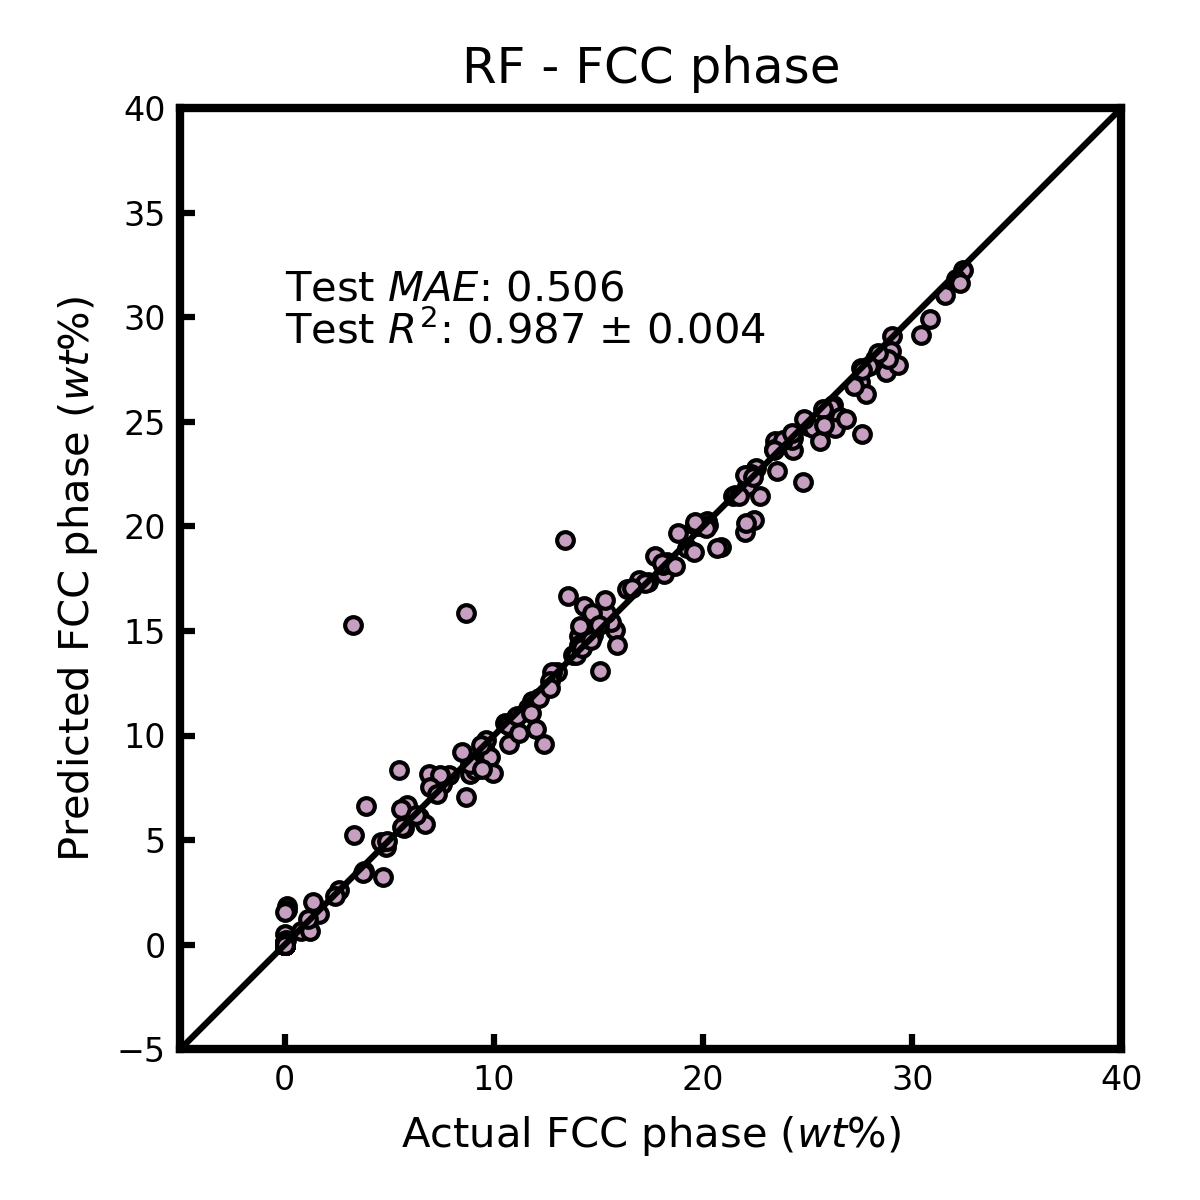 RF - FCC phase
40
35
30
25
20
15
10
5
0
−5
Test MAE: 0.506
Test R²: 0.987 ± 0.004
Predicted FCC phase (wt%)
0 10 20 30 40
Actual FCC phase (wt%)